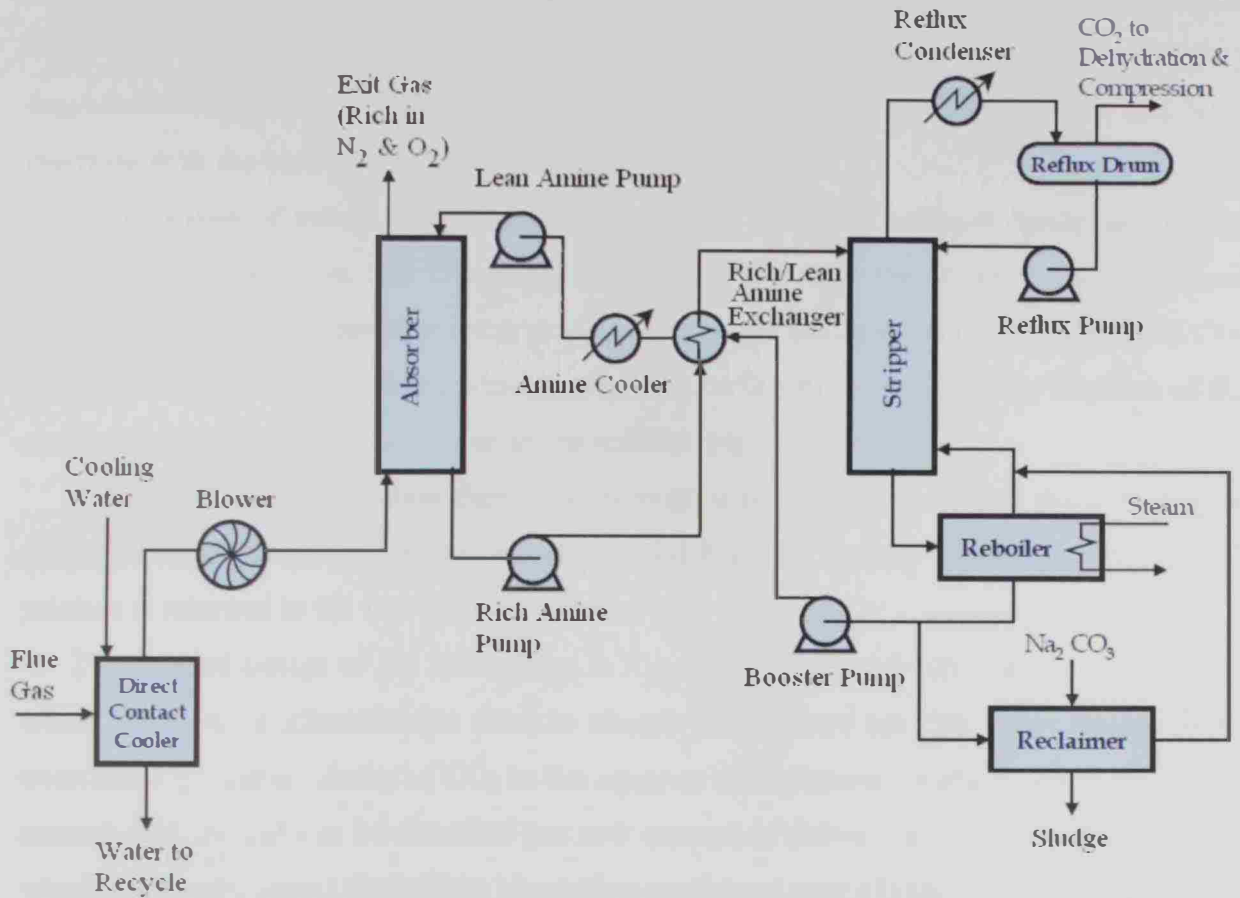 Reflux
Condenser
CO2 to
Dehydration &
Compression
Exit Gas
(Rich in
N2 & O2)
Lean Amine Pump
Reflux Drum
Absorber
Rich/Lean
Amine
Exchanger
Stripper
Reflux Pump
Amine Cooler
Cooling
Water
Blower
Steam
Reboiler
Rich Amine
Pump
Na2 CO3
Flue
Gas
Direct
Contact
Cooler
Booster Pump
Reclaimer
Sludge
Water to
Recycle